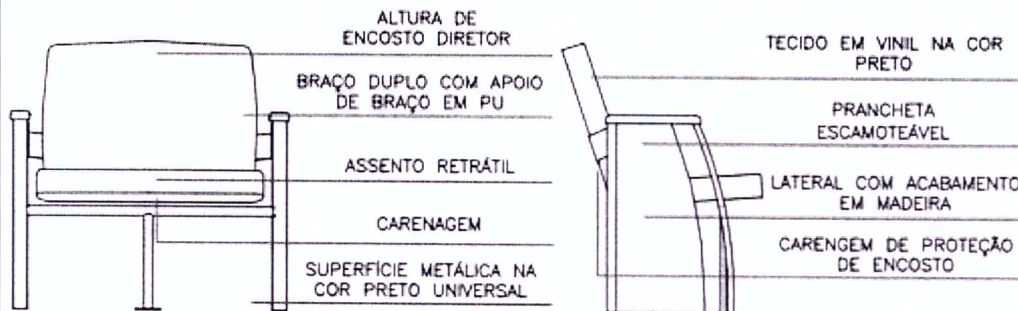 ALTURA DE
ENCOSTO DIRETOR
BRAÇO DUPLO COM APOIO
DE BRAÇO EM PU
ASSENTO RETRÁTIL
CARENAGEM
SUPERFÍCIE METÁLICA NA
COR PRETO UNIVERSAL
TECIDO EM VINIL NA COR
PRETO
PRANCHETA
ESCAMOTEÁVEL
LATERAL COM ACABAMENTO
EM MADEIRA
CARENGEM DE PROTEÇÃO
DE ENCOSTO